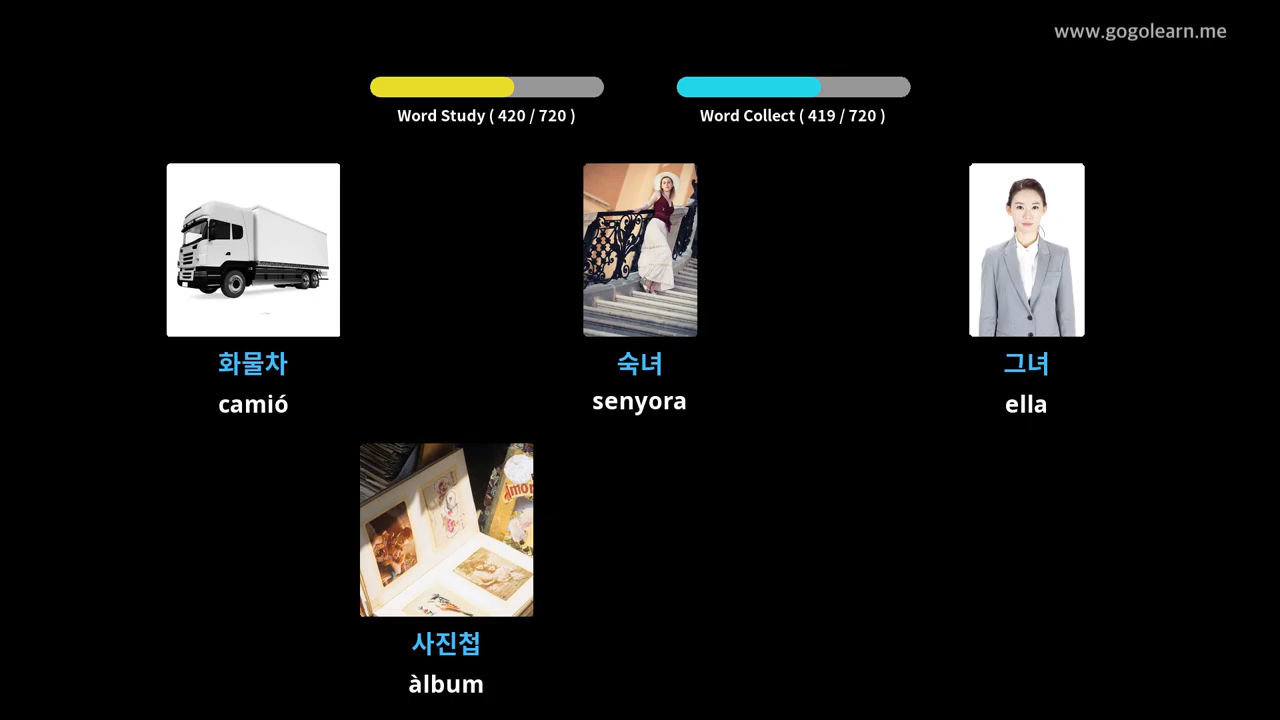 www.gogolearn.me
Word Study ( 420 / 720 )
Word Collect ( 419 / 720 )
화물차
camió
숙녀
senyora
그녀
ella
사진첩
àlbum